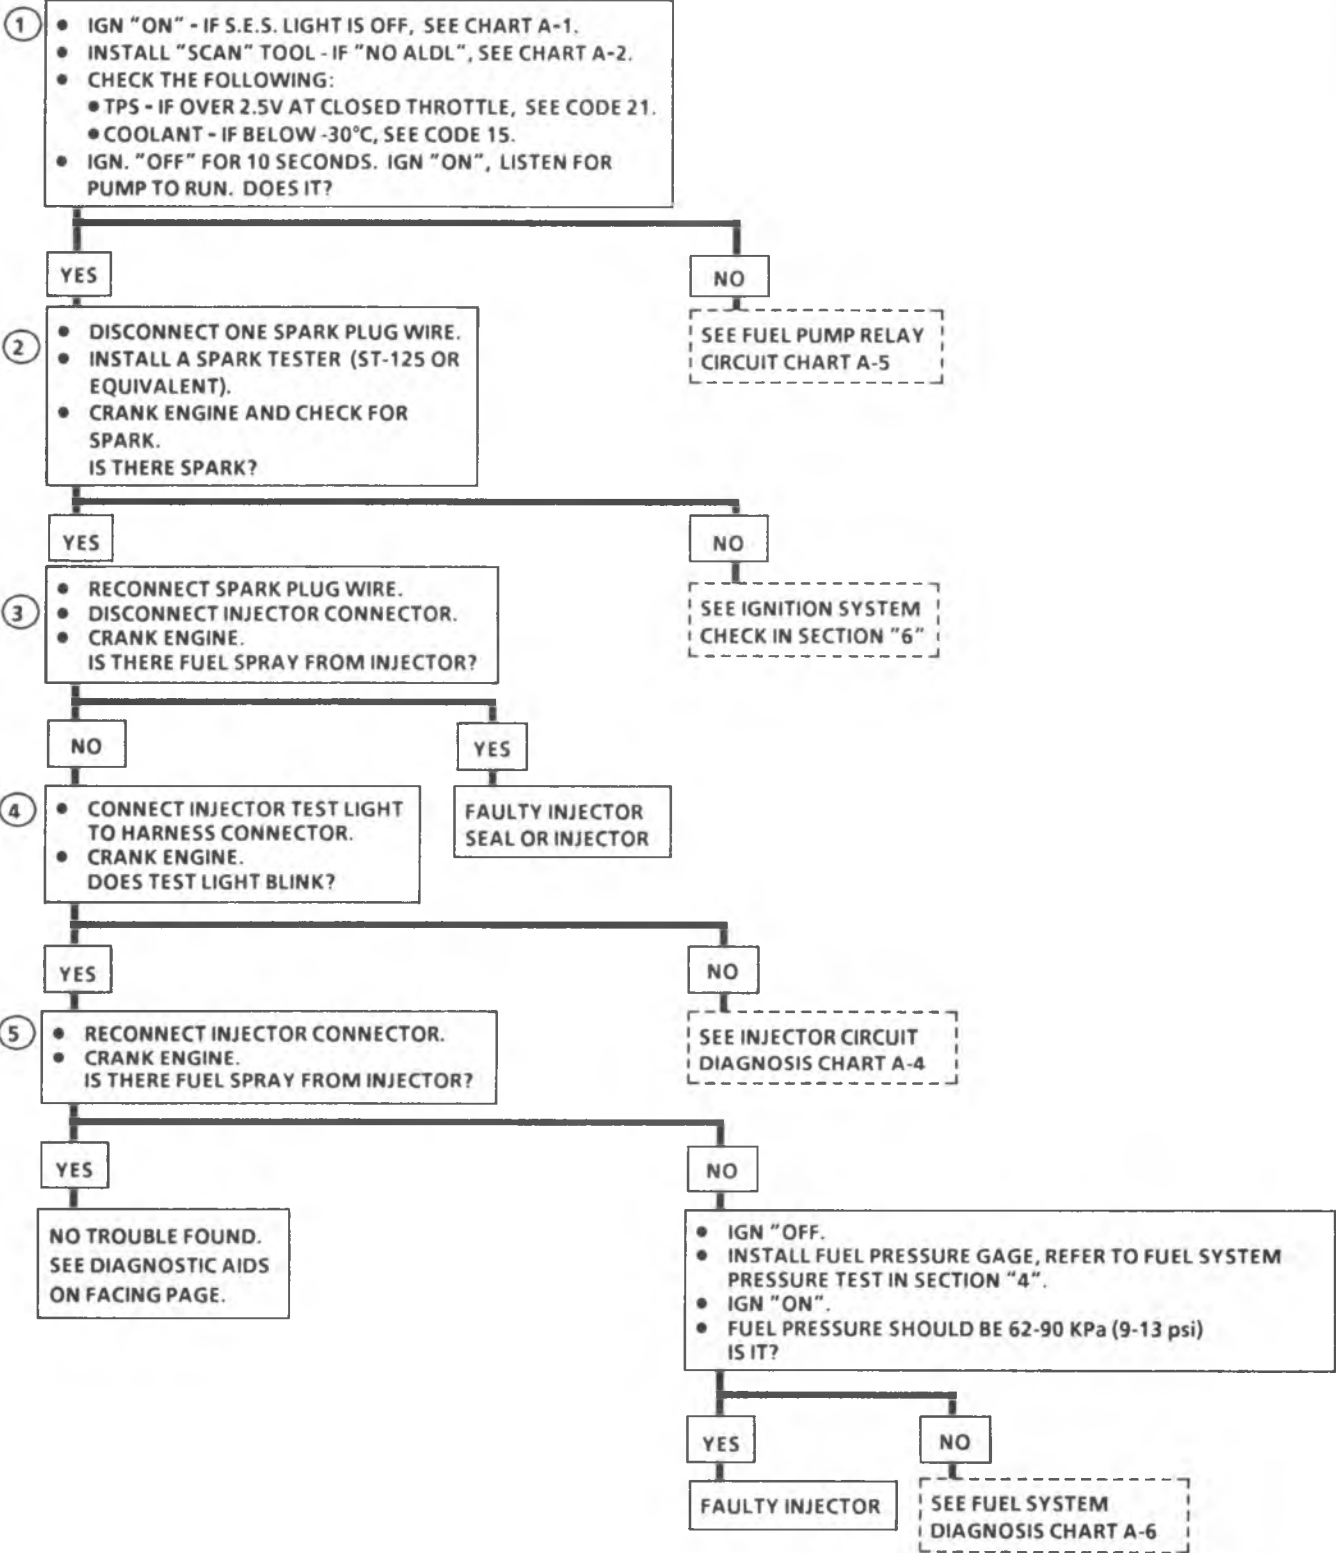 1
• IGN "ON" - IF S.E.S. LIGHT IS OFF, SEE CHART A-1.
• INSTALL "SCAN" TOOL - IF "NO ALDL", SEE CHART A-2.
• CHECK THE FOLLOWING:
• TPS - IF OVER 2.5V AT CLOSED THROTTLE, SEE CODE 21.
• COOLANT - IF BELOW -30°C, SEE CODE 15.
• IGN. "OFF" FOR 10 SECONDS. IGN "ON", LISTEN FOR
PUMP TO RUN. DOES IT?
YES
NO
SEE FUEL PUMP RELAY
CIRCUIT CHART A-5
2
• DISCONNECT ONE SPARK PLUG WIRE.
• INSTALL A SPARK TESTER (ST-125 OR
EQUIVALENT).
• CRANK ENGINE AND CHECK FOR
SPARK.
IS THERE SPARK?
YES
NO
SEE IGNITION SYSTEM
CHECK IN SECTION "6"
3
• RECONNECT SPARK PLUG WIRE.
• DISCONNECT INJECTOR CONNECTOR.
• CRANK ENGINE.
IS THERE FUEL SPRAY FROM INJECTOR?
NO
YES
FAULTY INJECTOR
SEAL OR INJECTOR
4
• CONNECT INJECTOR TEST LIGHT
TO HARNESS CONNECTOR.
• CRANK ENGINE.
DOES TEST LIGHT BLINK?
YES
NO
SEE INJECTOR CIRCUIT
DIAGNOSIS CHART A-4
5
• RECONNECT INJECTOR CONNECTOR.
• CRANK ENGINE.
IS THERE FUEL SPRAY FROM INJECTOR?
YES
NO
NO TROUBLE FOUND.
SEE DIAGNOSTIC AIDS
ON FACING PAGE.
• IGN "OFF.
• INSTALL FUEL PRESSURE GAGE, REFER TO FUEL SYSTEM
PRESSURE TEST IN SECTION "4".
• IGN "ON".
• FUEL PRESSURE SHOULD BE 62-90 KPa (9-13 psi)
IS IT?
YES
NO
FAULTY INJECTOR
SEE FUEL SYSTEM
DIAGNOSIS CHART A-6